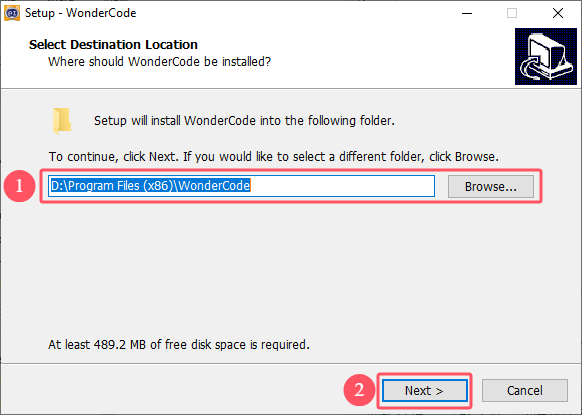 Setup - WonderCode
Select Destination Location
Where should WonderCode be installed?
Setup will install WonderCode into the following folder.
To continue, click Next. If you would like to select a different folder, click Browse.
1
D:\Program Files (x86)\WonderCode
Browse...
At least 489.2 MB of free disk space is required.
2
Next >
Cancel